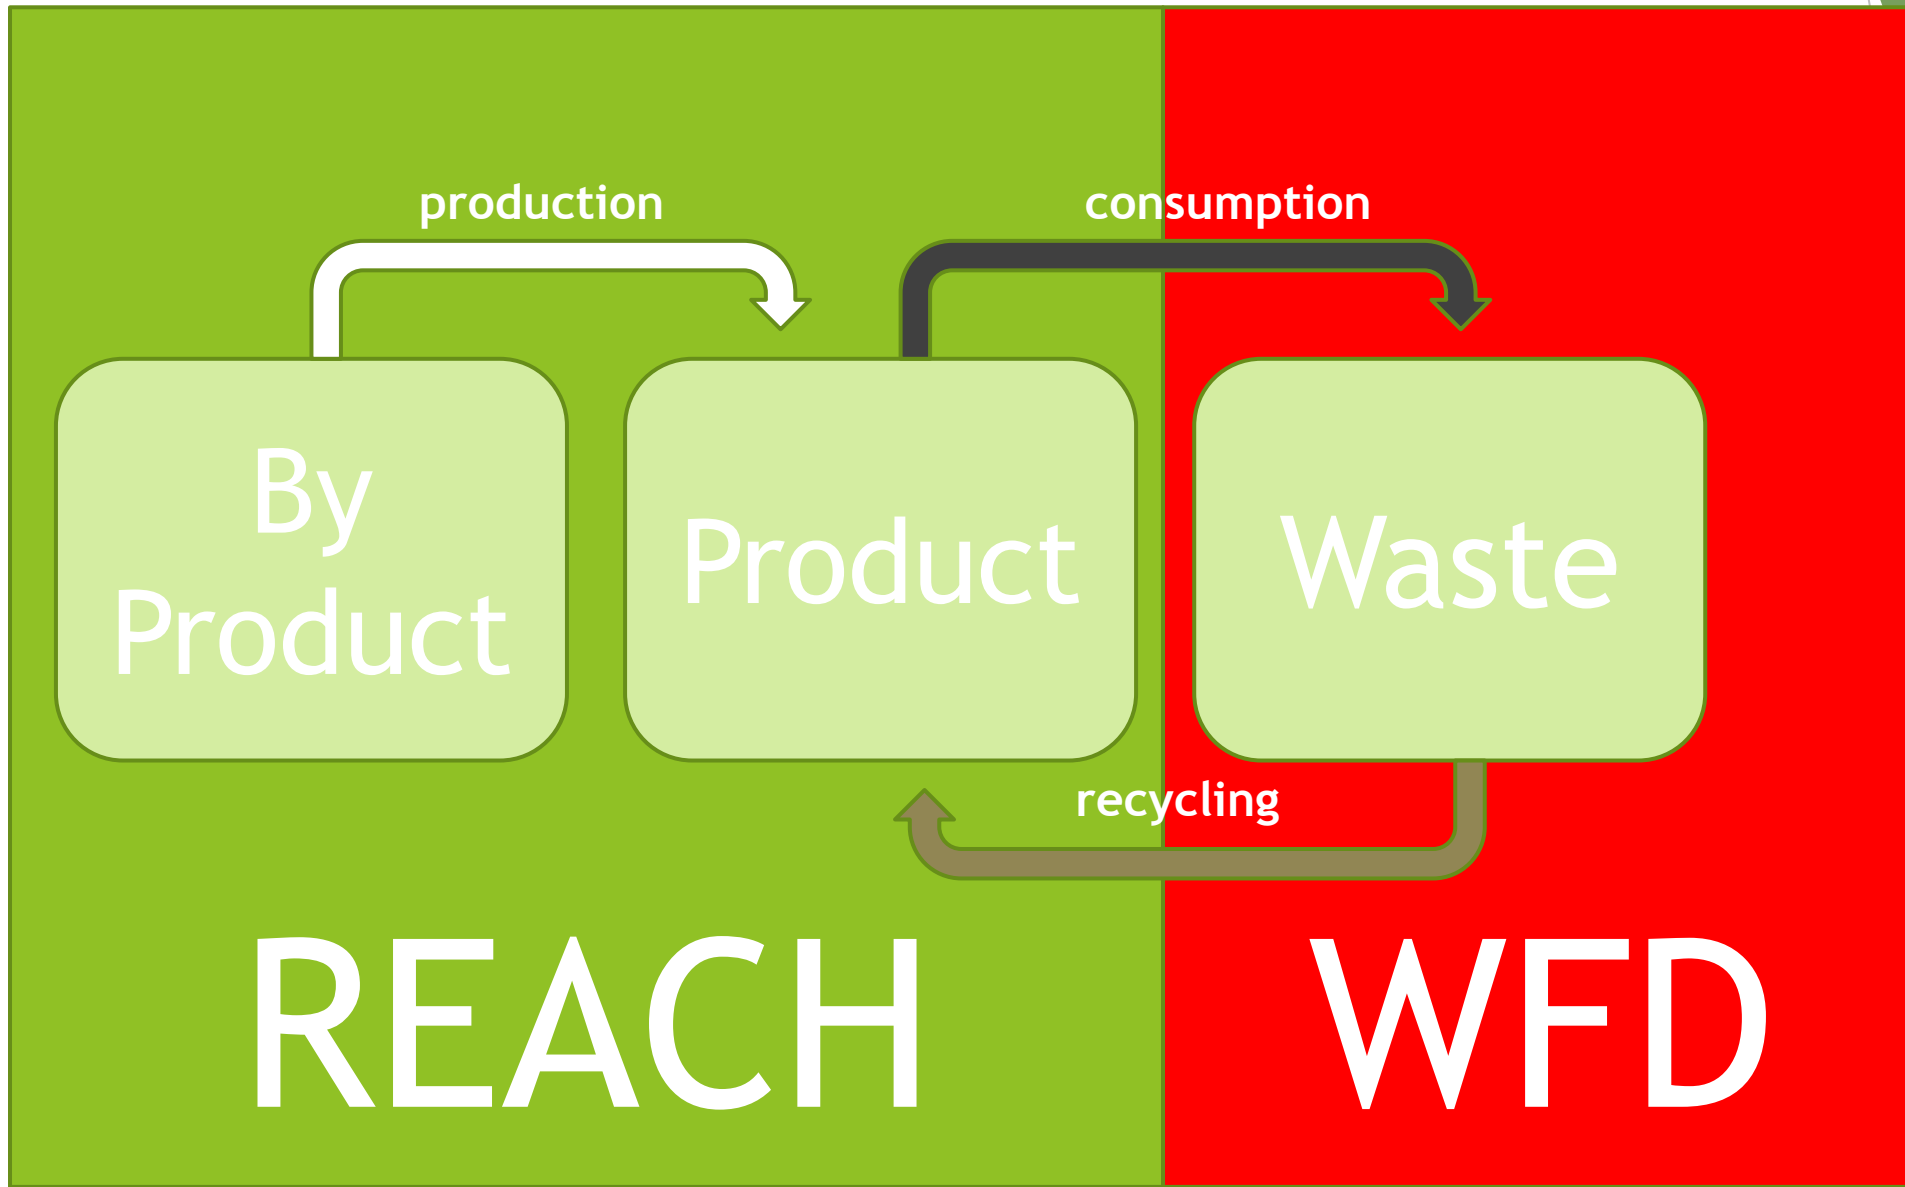 production
consumption
By
Product
Product
Waste
recycling
REACH
WFD